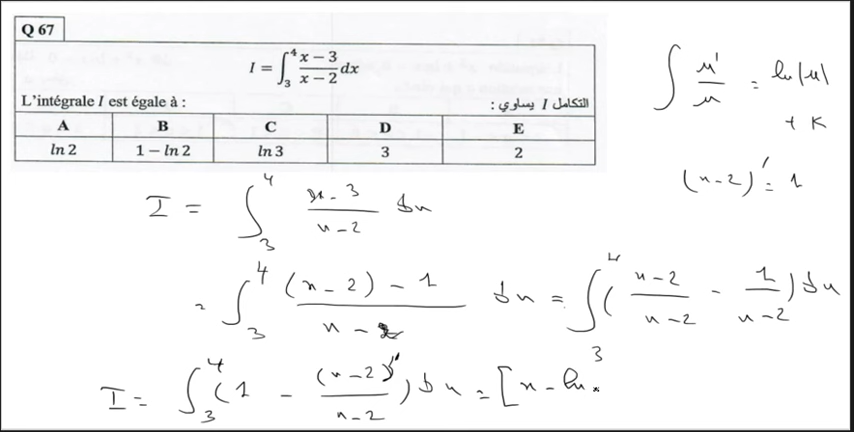 Q 67
I = ∫₃⁴ (x − 3)/(x − 2) dx
L'intégrale I est égale à : التكامل I يساوي :
A B C D E
ln 2 1 − ln 2 ln 3 3 2
∫ u'/u = ln|u| + K
(x-2)' = 1
I = ∫₃⁴ (x-3)/(x-2) dx
= ∫₃⁴ ((x-2) - 1)/(x-2) dx = ∫₃⁴ ((x-2)/(x-2) - 1/(x-2)) dx
I = ∫₃⁴ (1 - (x-2)'/(x-2)) dx = [x - ln